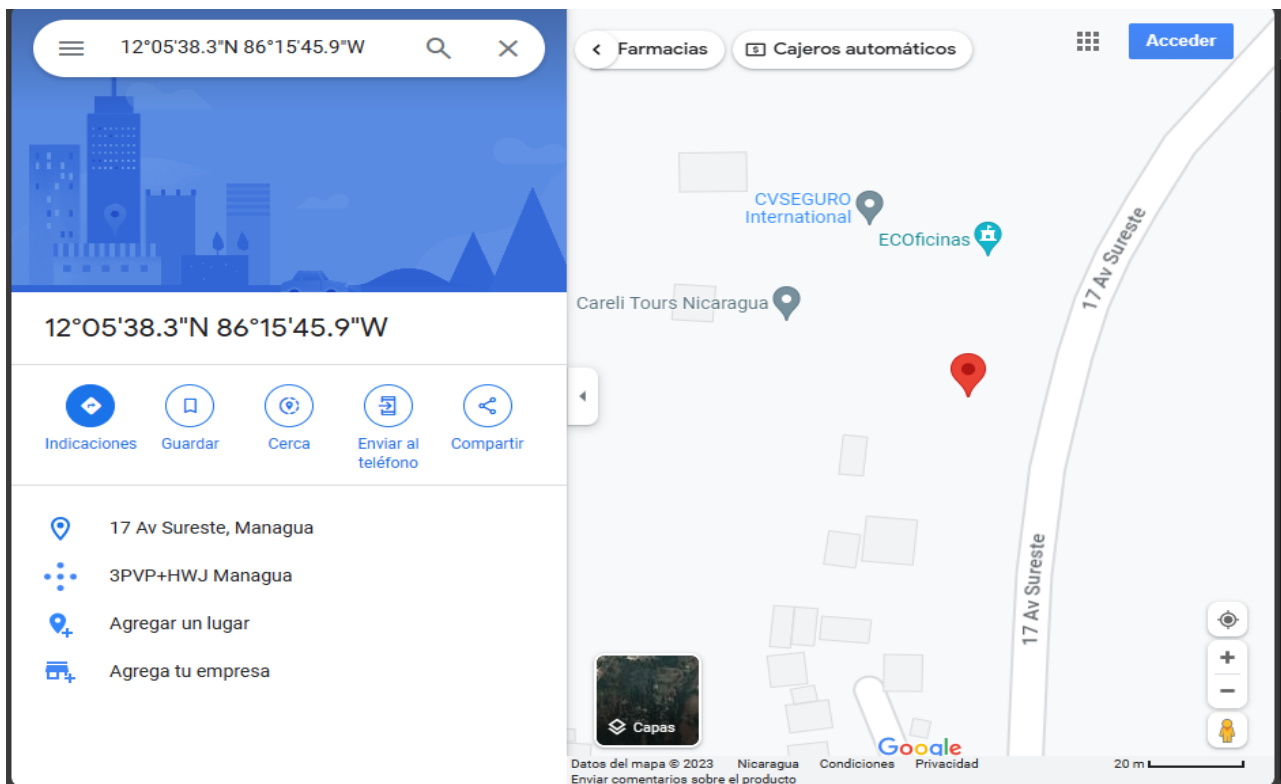 12°05'38.3"N 86°15'45.9"W
Farmacias
Cajeros automáticos
Acceder
CVSEGURO
International
ECOficinas
17 Av Sureste
Careli Tours Nicaragua
12°05'38.3"N 86°15'45.9"W
Indicaciones
Guardar
Cerca
Enviar al
teléfono
Compartir
17 Av Sureste, Managua
3PVP+HWJ Managua
Agregar un lugar
Agrega tu empresa
17 Av Sureste
Capas
Google
Datos del mapa © 2023 Nicaragua Condiciones Privacidad 20 m
Enviar comentarios sobre el producto